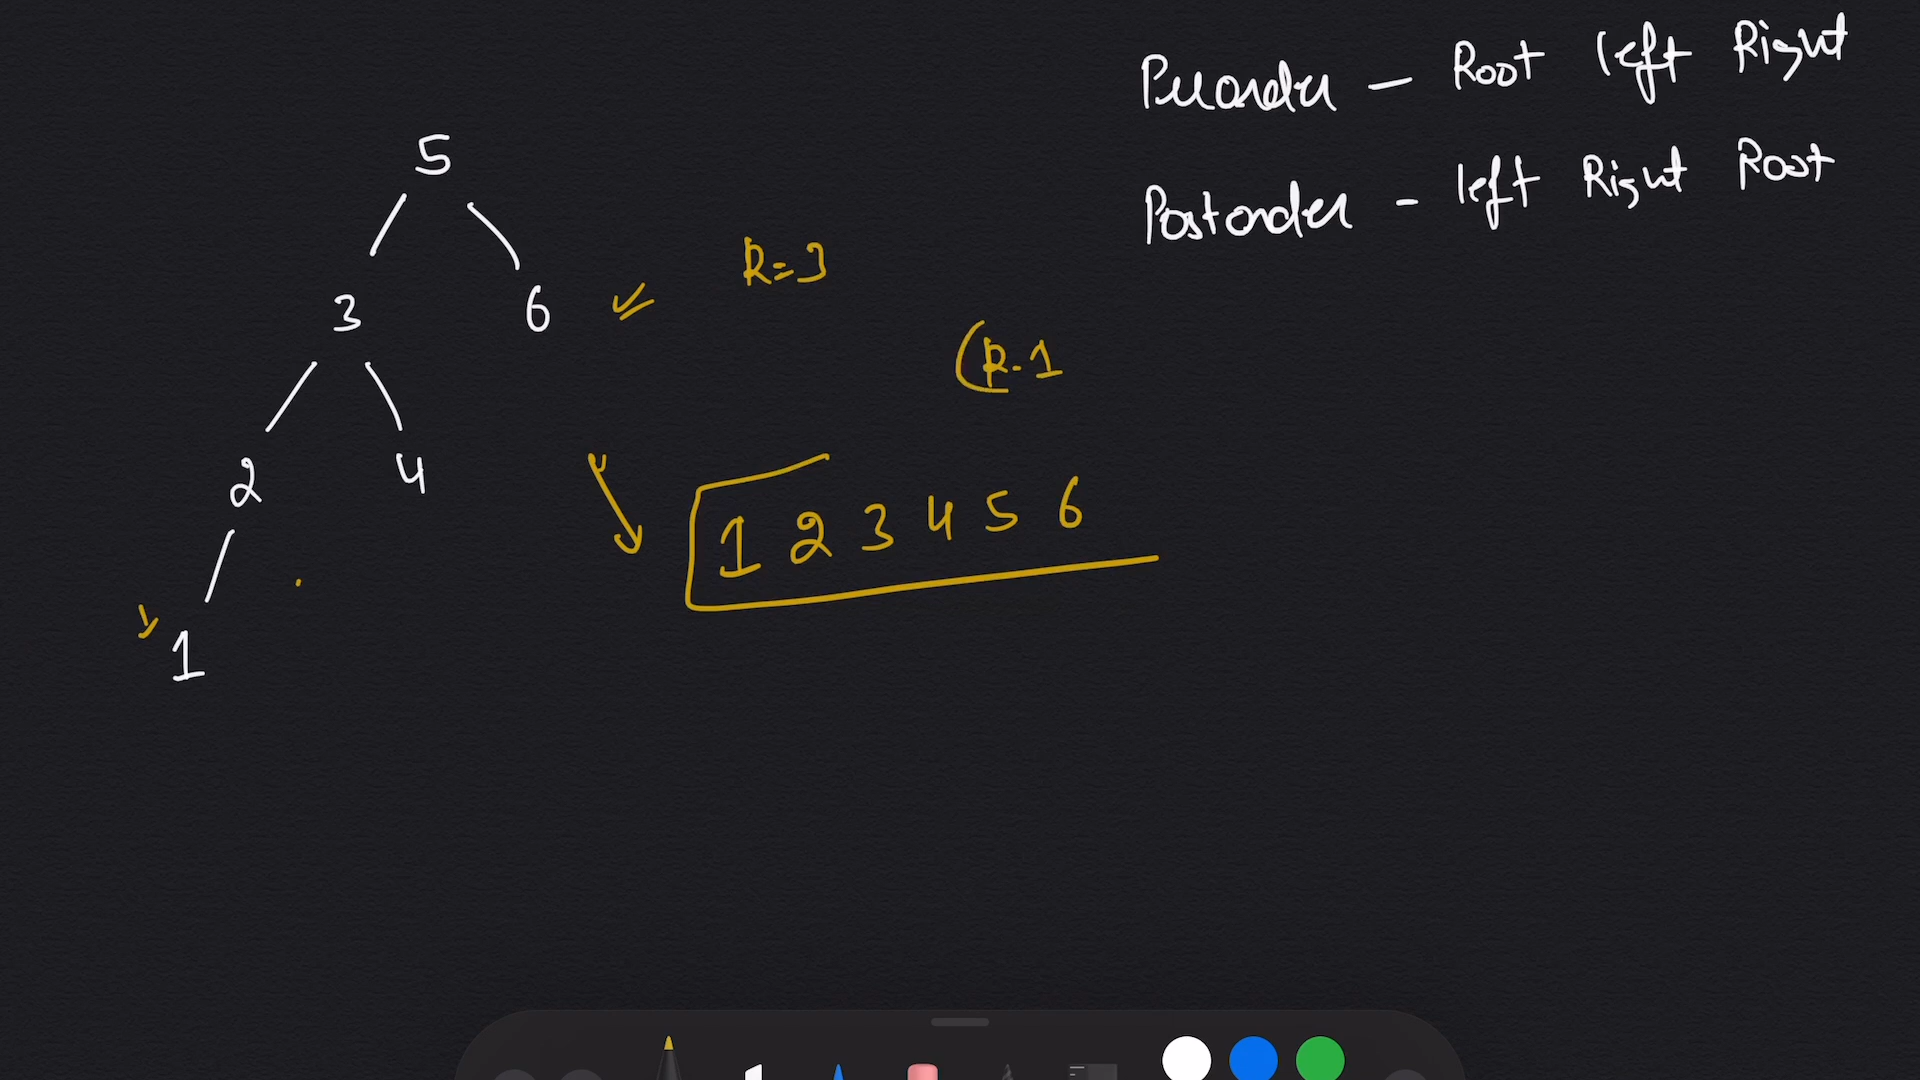 Preorder - Root left Right
5
Postorder - left Right Root
3 6
R=3
R-1
2 4
1 2 3 4 5 6
1